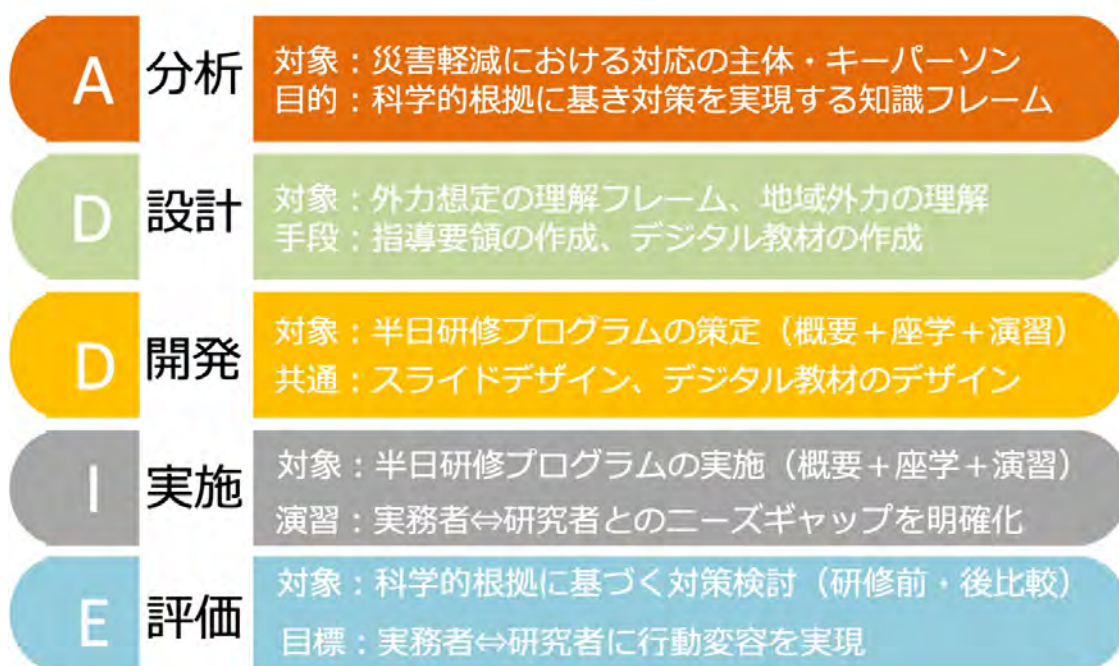 A 分析
対象：災害軽減における対応の主体・キーパーソン
目的：科学的根拠に基き対策を実現する知識フレーム
D 設計
対象：外力想定の理解フレーム、地域外力の理解
手段：指導要領の作成、デジタル教材の作成
D 開発
対象：半日研修プログラムの策定（概要＋座学＋演習）
共通：スライドデザイン、デジタル教材のデザイン
I 実施
対象：半日研修プログラムの実施（概要＋座学＋演習）
演習：実務者⇔研究者とのニーズギャップを明確化
E 評価
対象：科学的根拠に基づく対策検討（研修前・後比較）
目標：実務者⇔研究者に行動変容を実現